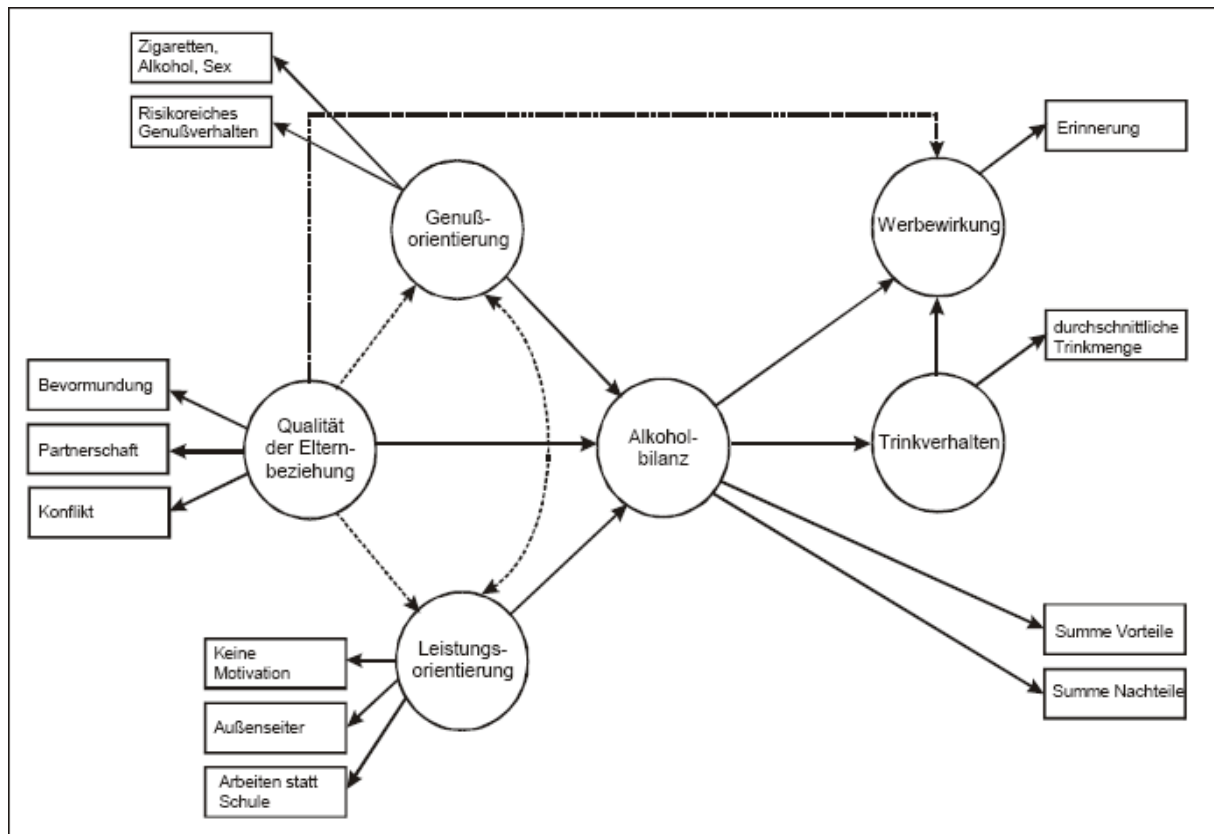 Zigaretten,
Alkohol, Sex
Risikoreiches
Genußverhalten
Erinnerung
Genuß-
orientierung
Werbewirkung
durchschnittliche
Trinkmenge
Bevormundung
Partnerschaft
Konflikt
Qualität
der Eltern-
beziehung
Alkohol-
bilanz
Trinkverhalten
Keine
Motivation
Außenseiter
Arbeiten statt
Schule
Leistungs-
orientierung
Summe Vorteile
Summe Nachteile